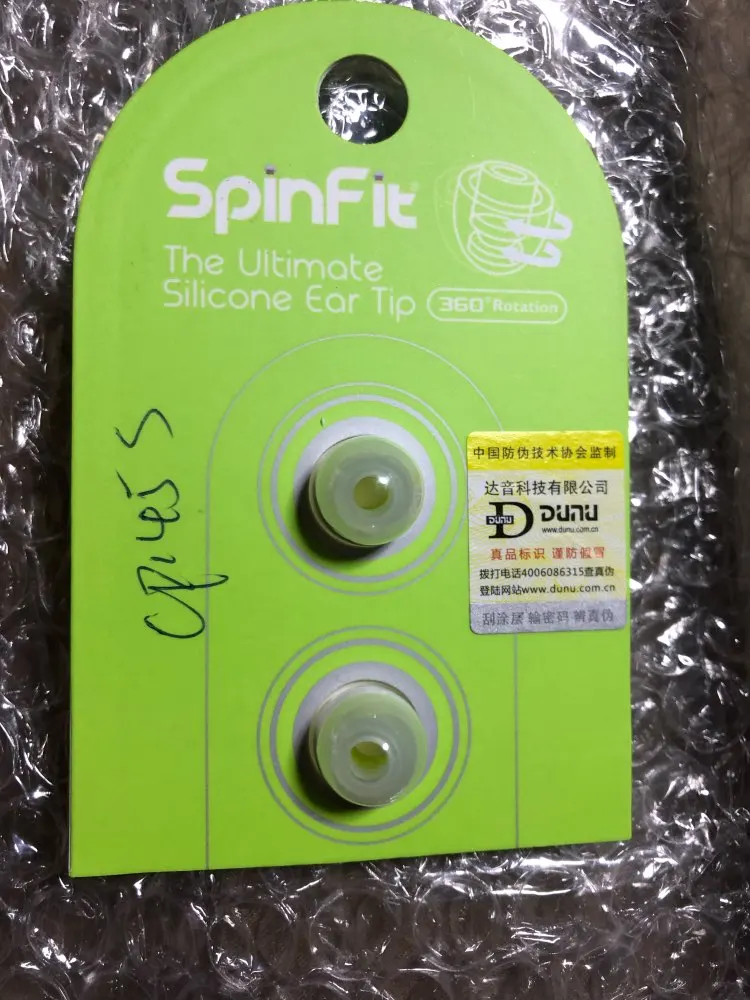 SpinFit®
The Ultimate
Silicone Ear Tip
360° Rotation
CP145 S
中国防伪技术协会监制
达音科技有限公司
DUNU
DUNU
www.dunu.com.cn
真品标识 谨防假冒
拨打电话4006086315查真伪
登陆网站www.dunu.com.cn
刮涂层 输密码 辨真伪